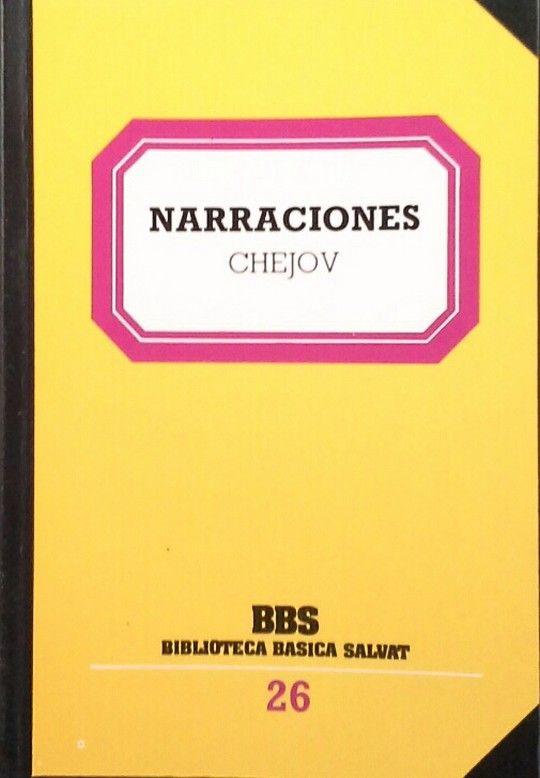 NARRACIONES
CHEJOV
BBS
BIBLIOTECA BASICA SALVAT
26